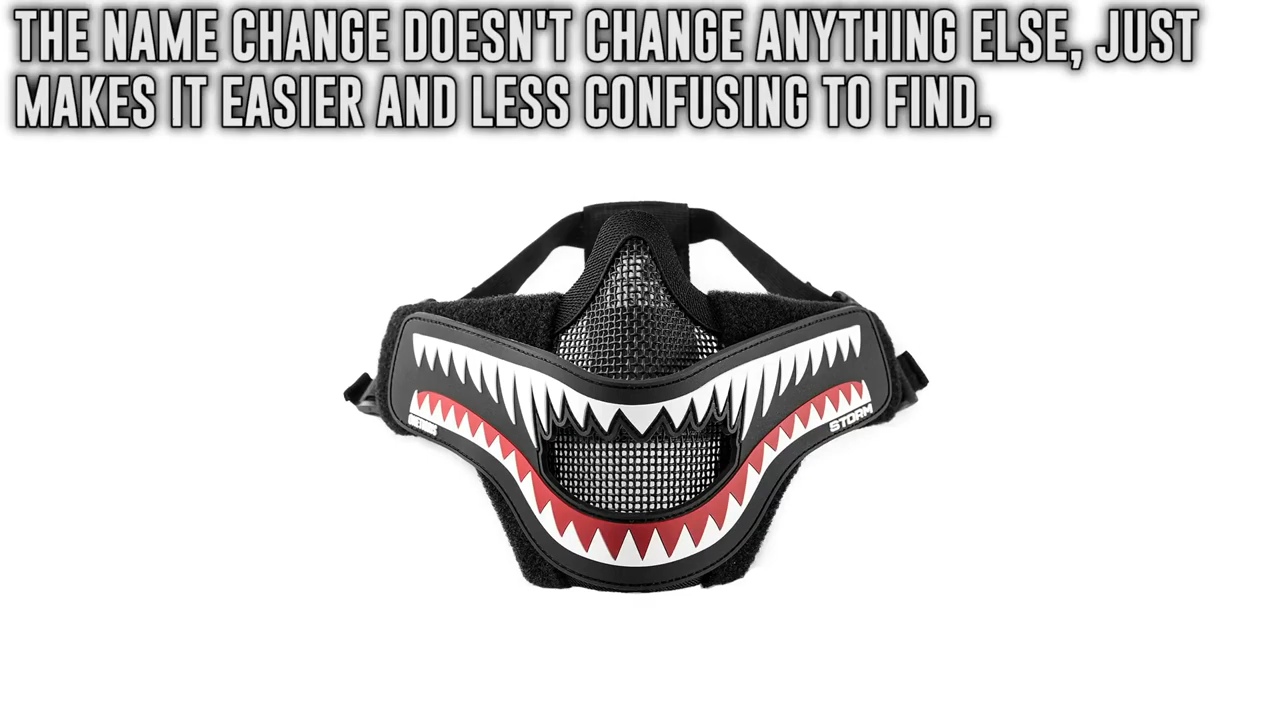 THE NAME CHANGE DOESN'T CHANGE ANYTHING ELSE, JUST
MAKES IT EASIER AND LESS CONFUSING TO FIND.
STORM